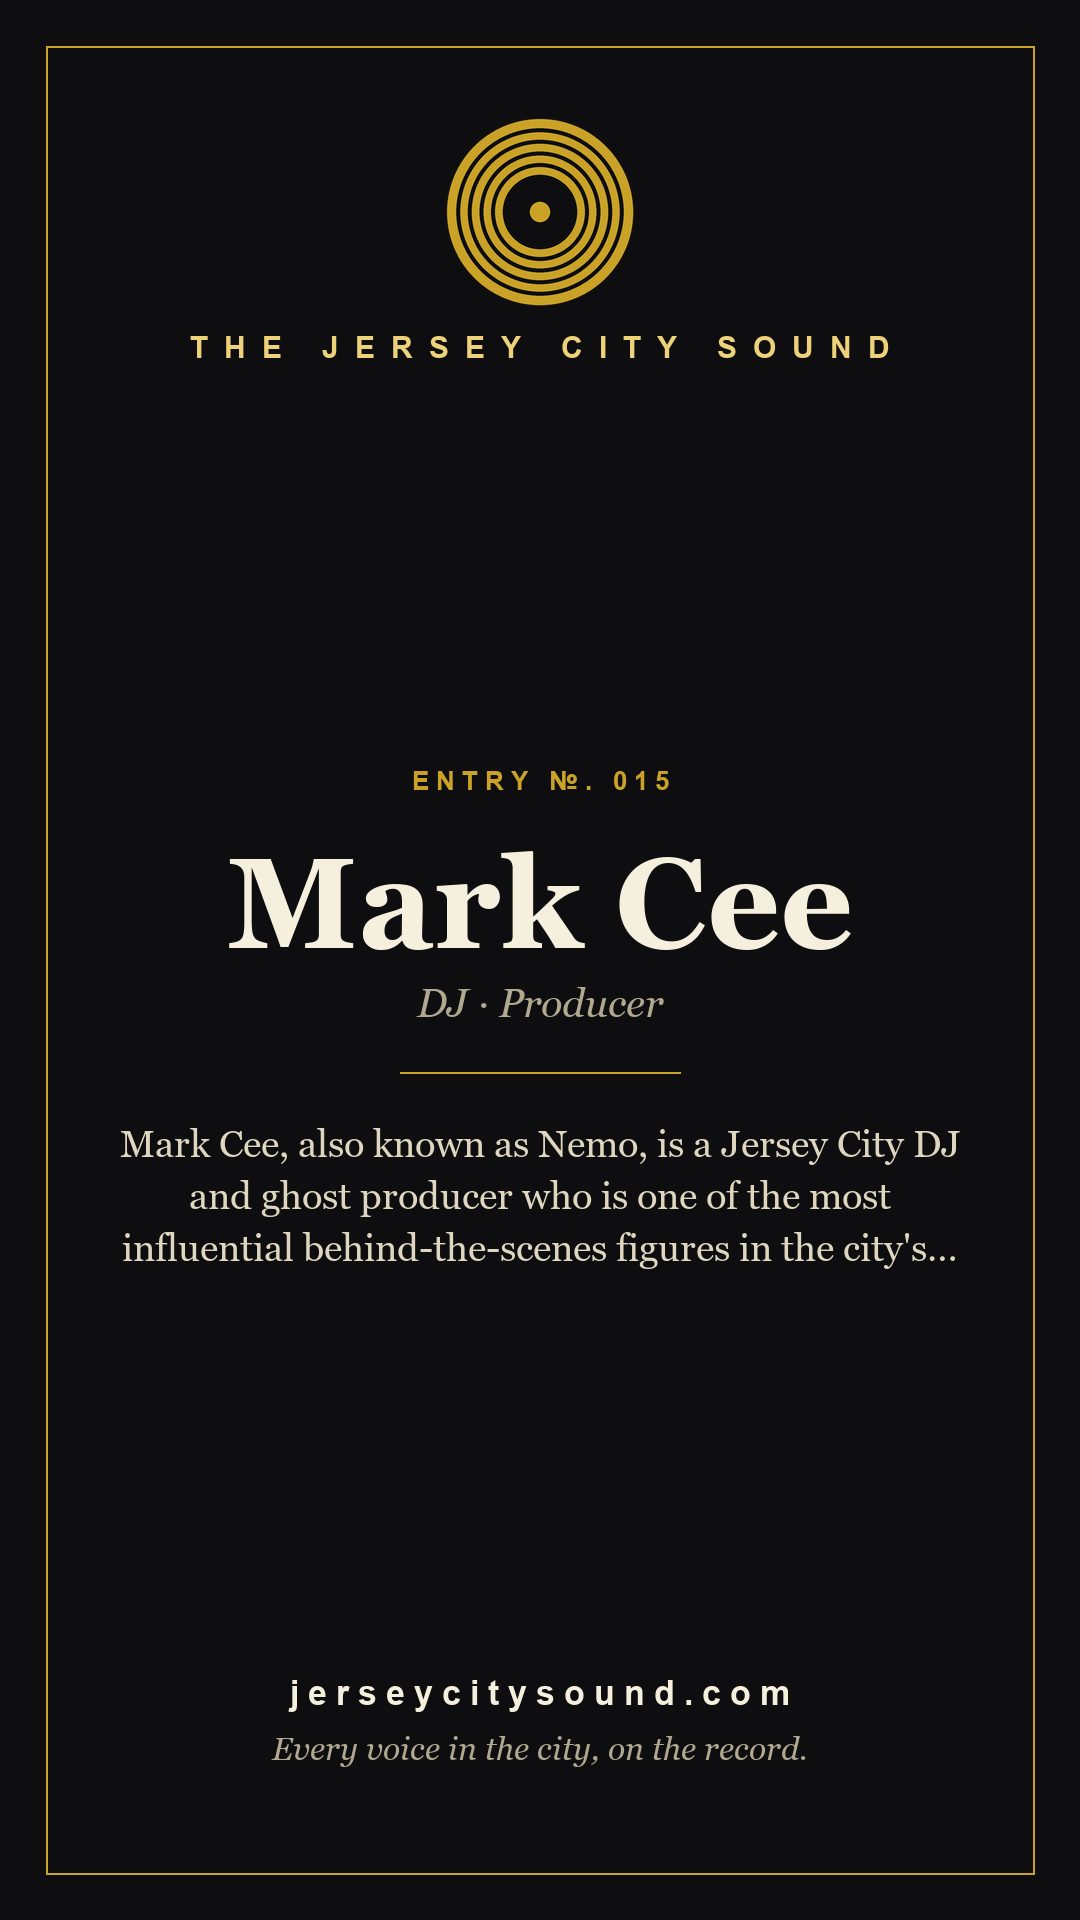 THE JERSEY CITY SOUND
ENTRY №. 015
Mark Cee
DJ · Producer
Mark Cee, also known as Nemo, is a Jersey City DJ
and ghost producer who is one of the most
influential behind-the-scenes figures in the city's...
jerseycitysound.com
Every voice in the city, on the record.